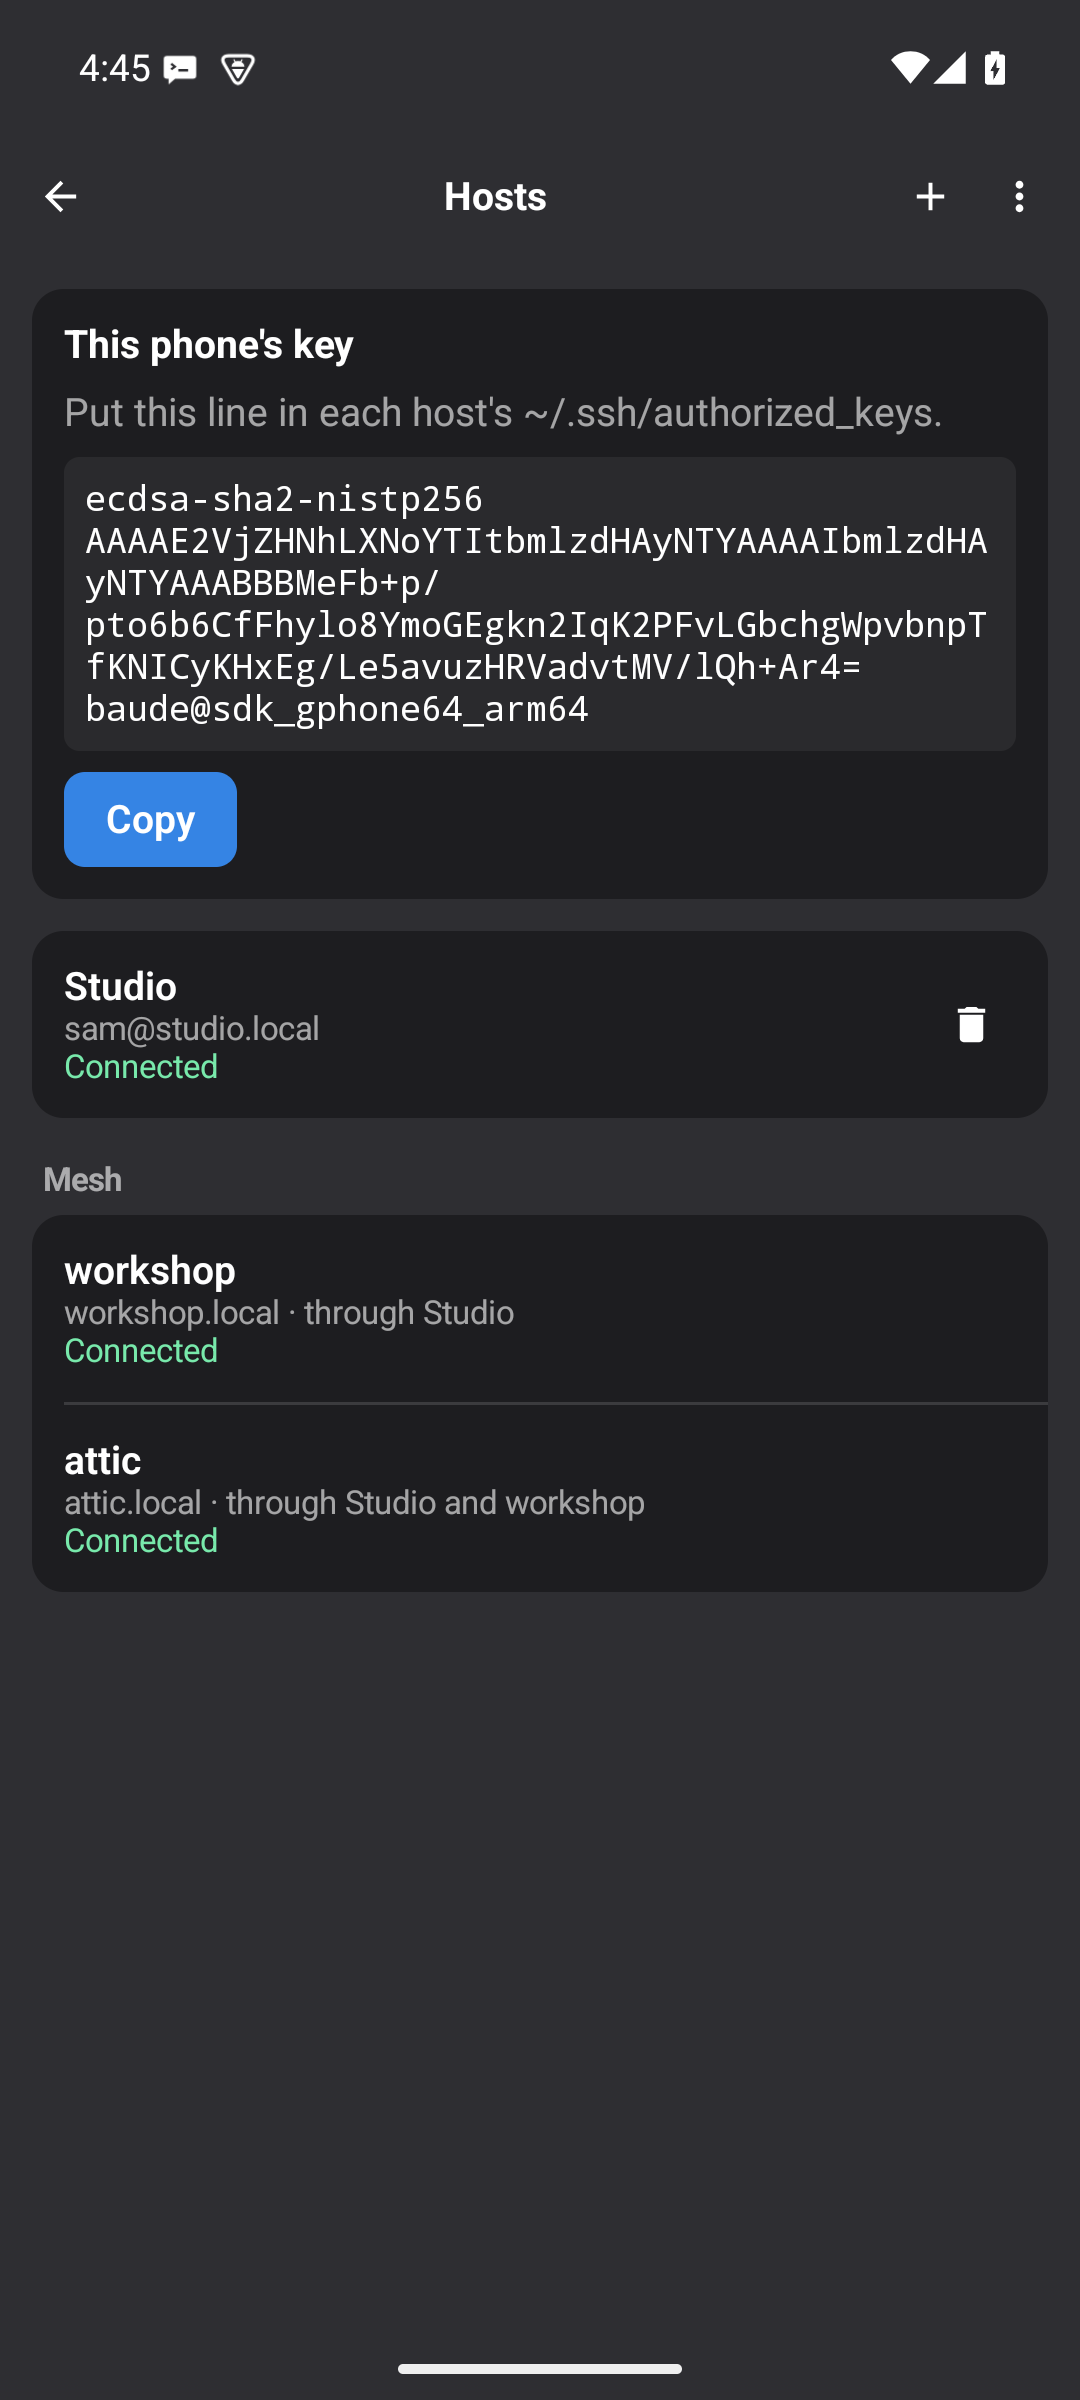 4:45
Hosts
This phone's key
Put this line in each host's ~/.ssh/authorized_keys.
ecdsa-sha2-nistp256
AAAAE2VjZHNhLXNoYTItbmlzdHAyNTYAAAAIbmlzdHA
yNTYAAABBBMeFb+p/
pto6b6CfFhylo8YmoGEgkn2IqK2PFvLGbchgWpvbnpT
fKNICyKHxEg/Le5avuzHRVadvtMV/lQh+Ar4=
baude@sdk_gphone64_arm64
Copy
Studio
sam@studio.local
Connected
Mesh
workshop
workshop.local · through Studio
Connected
attic
attic.local · through Studio and workshop
Connected